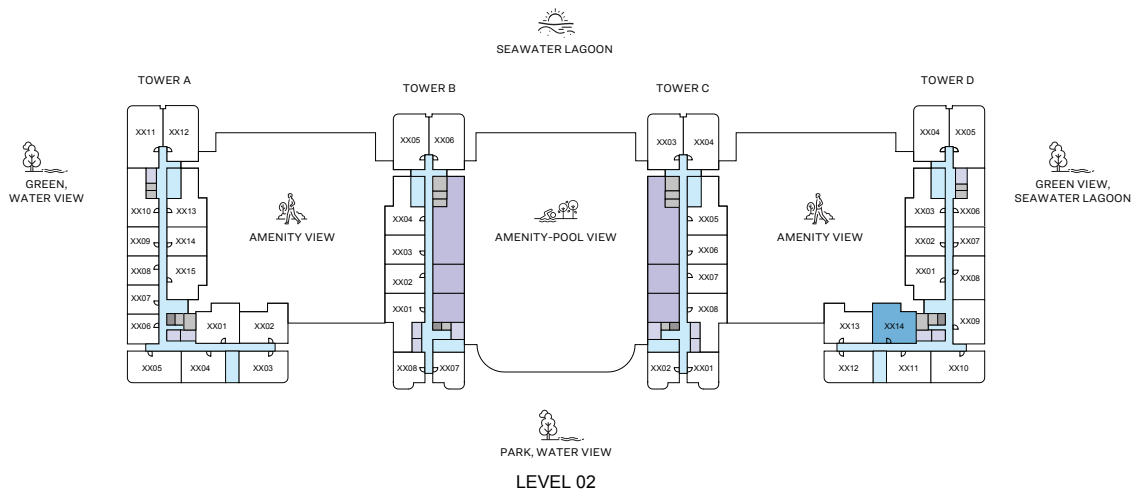 SEAWATER LAGOON
TOWER A
TOWER B
TOWER C
TOWER D
GREEN,
WATER VIEW
AMENITY VIEW
AMENITY-POOL VIEW
AMENITY VIEW
GREEN VIEW,
SEAWATER LAGOON
XX11 XX12
XX10 XX13
XX09 XX14
XX08 XX15
XX07
XX06 XX01 XX02
XX05 XX04 XX03
XX05 XX06
XX04
XX03
XX02
XX01
XX08 XX07
XX03 XX04
XX05
XX06
XX07
XX08
XX02 XX01
XX04 XX05
XX03 XX06
XX02 XX07
XX01 XX08
XX13 XX14 XX09
XX12 XX11 XX10
PARK, WATER VIEW
LEVEL 02